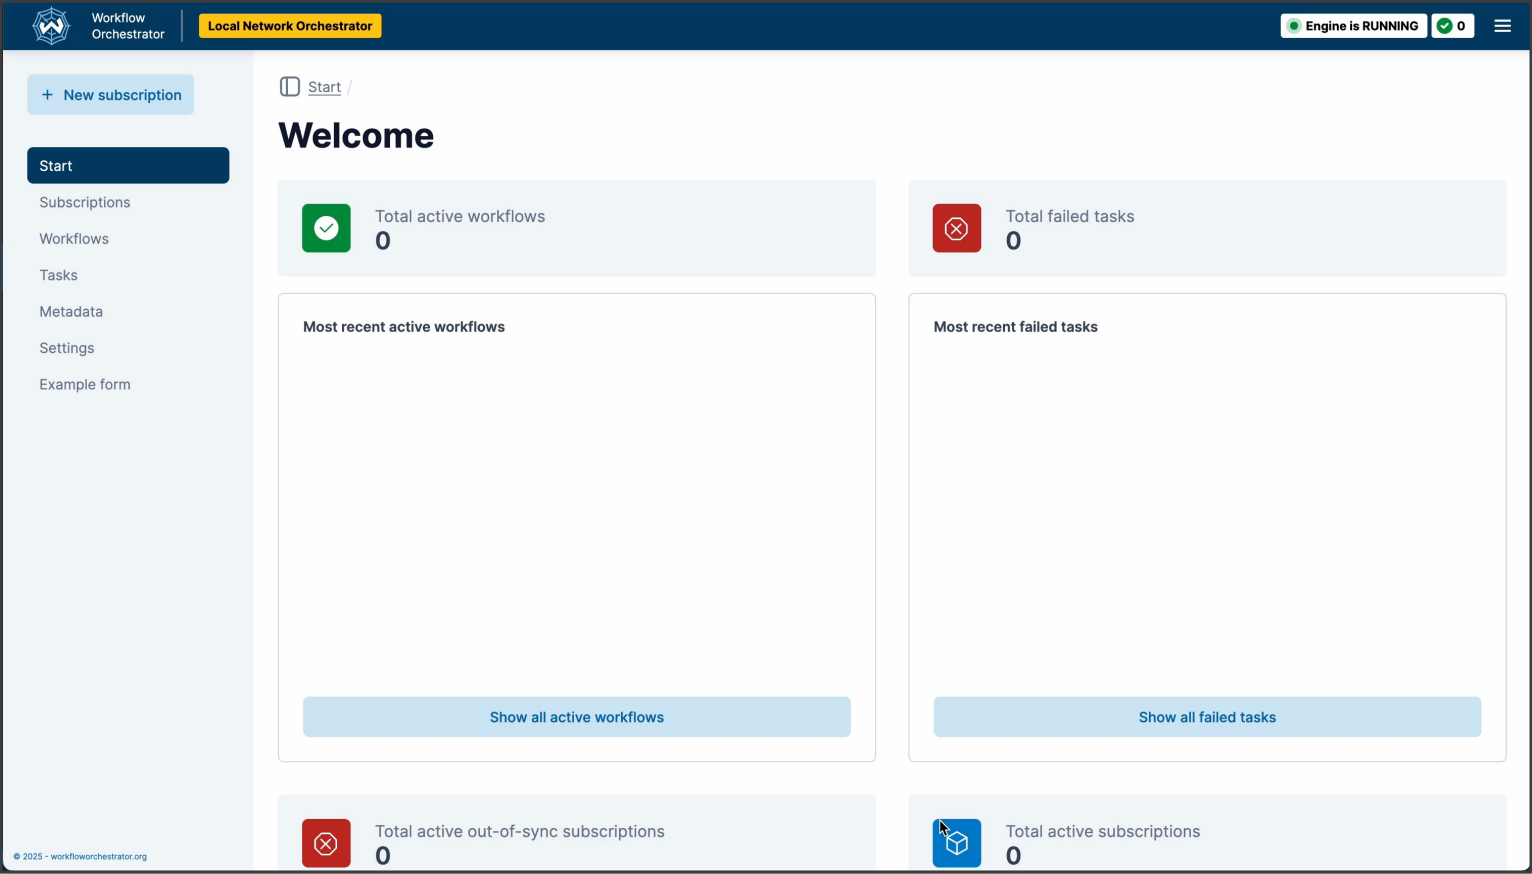 Workflow
Orchestrator
Local Network Orchestrator
Engine is RUNNING
0
+ New subscription
Start
Subscriptions
Workflows
Tasks
Metadata
Settings
Example form
© 2025 - workfloworchestrator.org
Start /
Welcome
Total active workflows
0
Total failed tasks
0
Most recent active workflows
Show all active workflows
Most recent failed tasks
Show all failed tasks
Total active out-of-sync subscriptions
0
Total active subscriptions
0